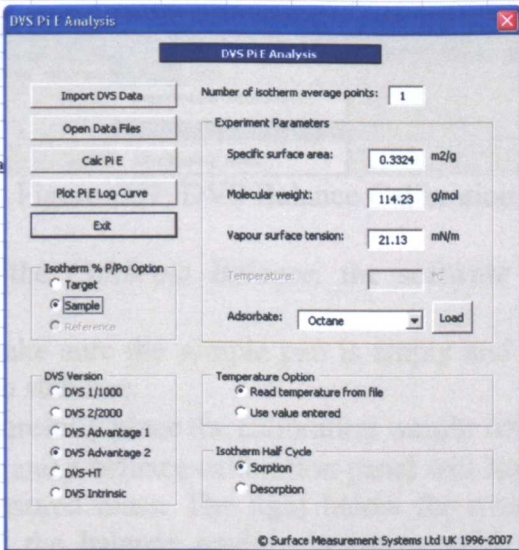 DVS Pi E Analysis
DVS Pi E Analysis
Import DVS Data
Open Data Files
Calc Pi E
Plot Pi E Log Curve
Exit
Number of isotherm average points: 1
Experiment Parameters
Specific surface area: 0.3324 m2/g
Molecular weight: 114.23 g/mol
Vapour surface tension: 21.13 mN/m
Temperature:
Adsorbate: Octane Load
Isotherm % P/Po Option
Target
Sample
Reference
DVS Version
DVS 1/1000
DVS 2/2000
DVS Advantage 1
DVS Advantage 2
DVS-HT
DVS Intrinsic
Temperature Option
Read temperature from file
Use value entered
Isotherm Half Cycle
Sorption
Desorption
© Surface Measurement Systems Ltd UK 1996-2007